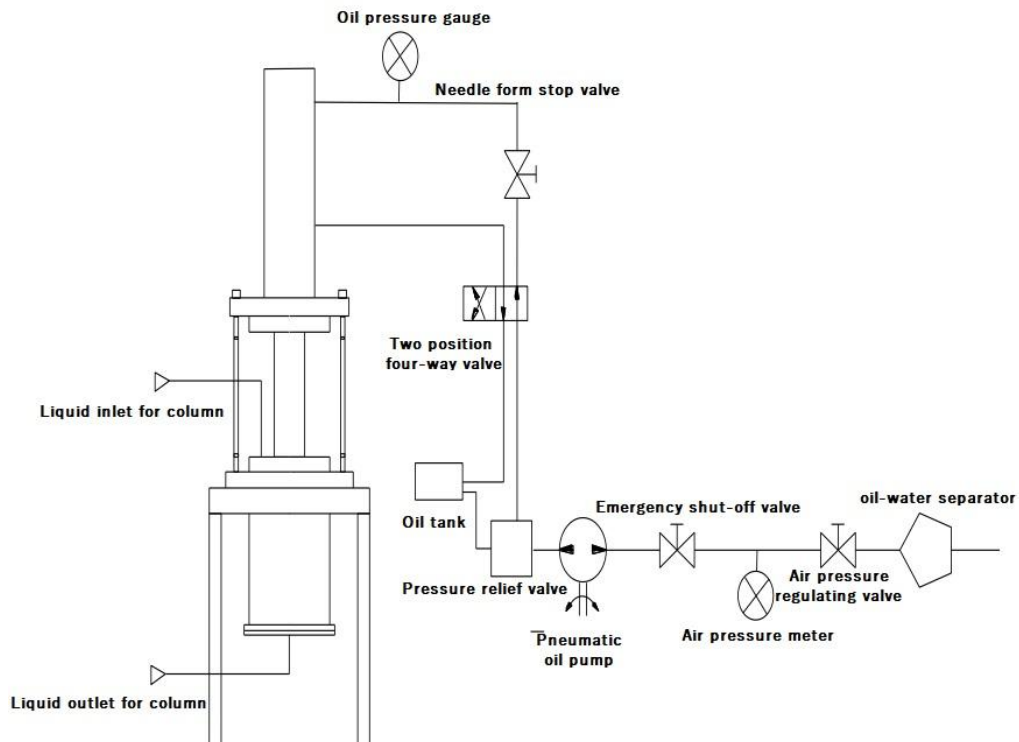 Oil pressure gauge
Needle form stop valve
Two position
four-way valve
Liquid inlet for column
Oil tank
Emergency shut-off valve
oil-water separator
Pressure relief valve
Air pressure
regulating valve
Air pressure meter
Pneumatic
oil pump
Liquid outlet for column